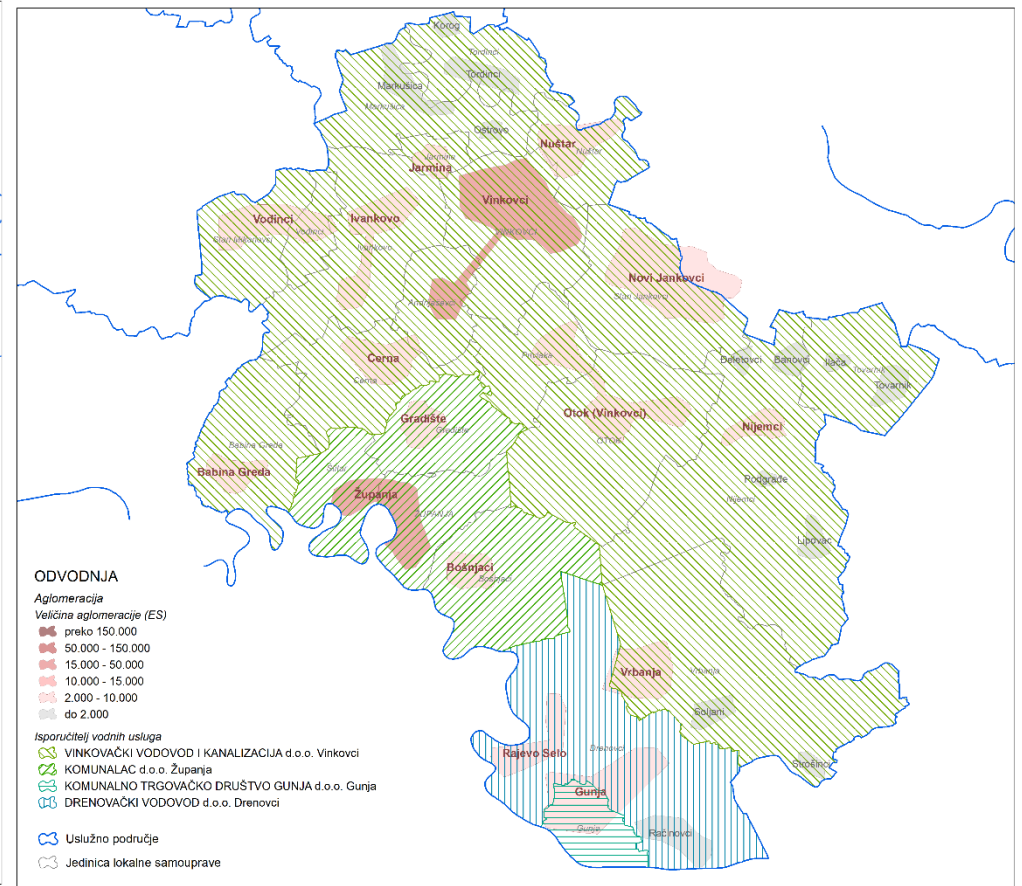 Korog
Tordinci
Tordinci
Markušica
Markušica
Ostrovo
Nuštar
Nuštar
Jarmina
Jarmina
Vinkovci
VINKOVCI
Vodinci
Vodinci
Stari Mikanovci
Ivankovo
Ivankovo
Novi Jankovci
Stari Jankovci
Andrijaševci
Cerna
Cerna
Privlaka
Đeletovci
Banovci
Ilača
Tovarnik
Tovarnik
Gradište
Gradište
Otok (Vinkovci)
OTOK
Nijemci
Babina Greda
Babina Greda
Štitar
Podgrađe
Nijemci
Županja
ŽUPANJA
Lipovac
Bošnjaci
Bošnjaci
Vrbanja
Vrbanja
Soljani
Strošinci
Rajevo Selo
Drenovci
Gunja
Gunja
Račinovci
ODVODNJA
Aglomeracija
Veličina aglomeracije (ES)
preko 150.000
50.000 - 150.000
15.000 - 50.000
10.000 - 15.000
2.000 - 10.000
do 2.000
Isporučitelj vodnih usluga
VINKOVAČKI VODOVOD I KANALIZACIJA d.o.o. Vinkovci
KOMUNALAC d.o.o. Županja
KOMUNALNO TRGOVAČKO DRUŠTVO GUNJA d.o.o. Gunja
DRENOVAČKI VODOVOD d.o.o. Drenovci
Uslužno područje
Jedinica lokalne samouprave